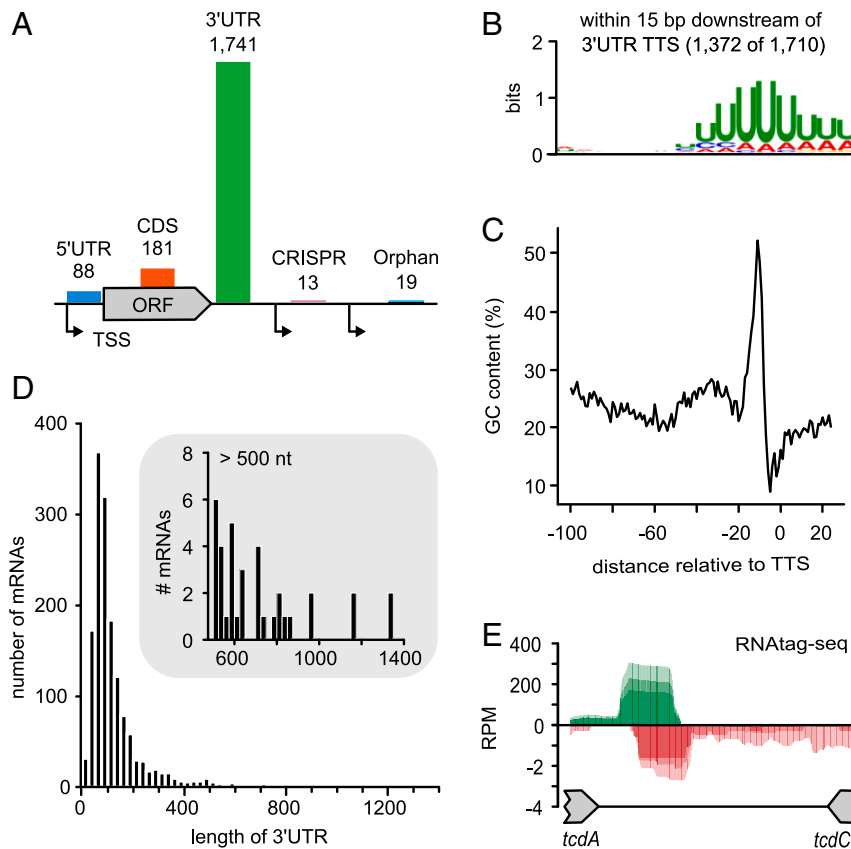 A
3'UTR
1,741
CDS
181
5'UTR
88
CRISPR
13
Orphan
19
ORF
TSS
B
within 15 bp downstream of
3'UTR TTS (1,372 of 1,710)
2
1
0
bits
C
50
40
30
20
10
GC content (%)
-100
-60
-20
0
20
distance relative to TTS
D
400
300
200
100
0
number of mRNAs
0
400
800
1200
length of 3'UTR
> 500 nt
8
6
4
2
0
# mRNAs
600
1000
1400
E
RNAtag-seq
400
200
0
-2
-4
RPM
tcdA
tcdC